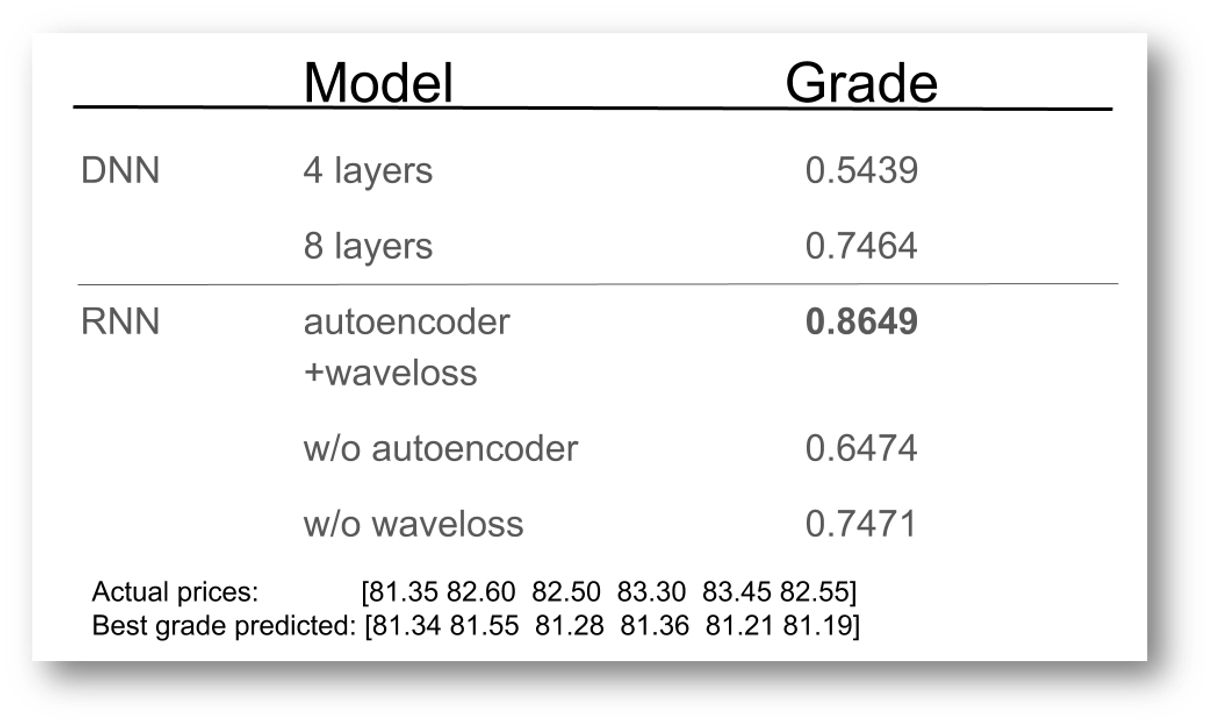 Model Grade
DNN 4 layers 0.5439
8 layers 0.7464
RNN autoencoder 0.8649
+waveloss
w/o autoencoder 0.6474
w/o waveloss 0.7471
Actual prices: [81.35 82.60 82.50 83.30 83.45 82.55]
Best grade predicted: [81.34 81.55 81.28 81.36 81.21 81.19]